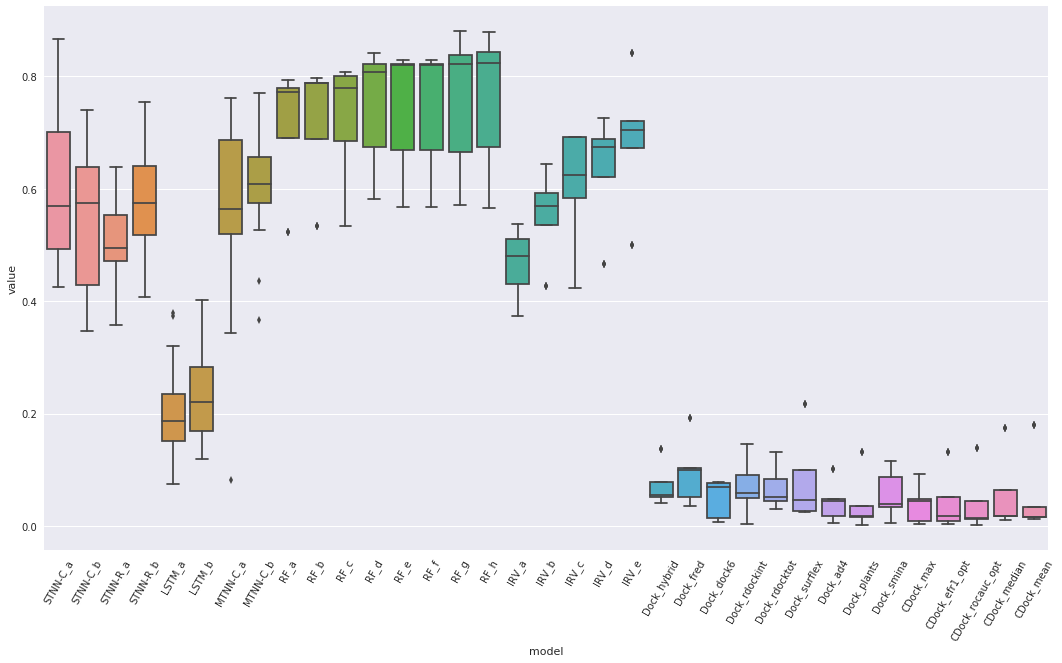 value
0.8
0.6
0.4
0.2
0.0
STNN-C_a
STNN-C_b
STNN-R_a
STNN-R_b
LSTM_a
LSTM_b
MTNN-C_a
MTNN-C_b
RF_a
RF_b
RF_c
RF_d
RF_e
RF_f
RF_g
RF_h
IRV_a
IRV_b
IRV_c
IRV_d
IRV_e
Dock_hybrid
Dock_fred
Dock_dock6
Dock_rdockint
Dock_rdocktot
Dock_surflex
Dock_ad4
Dock_plants
Dock_smina
CDock_max
CDock_efr1_opt
CDock_rocauc_opt
CDock_median
CDock_mean
model